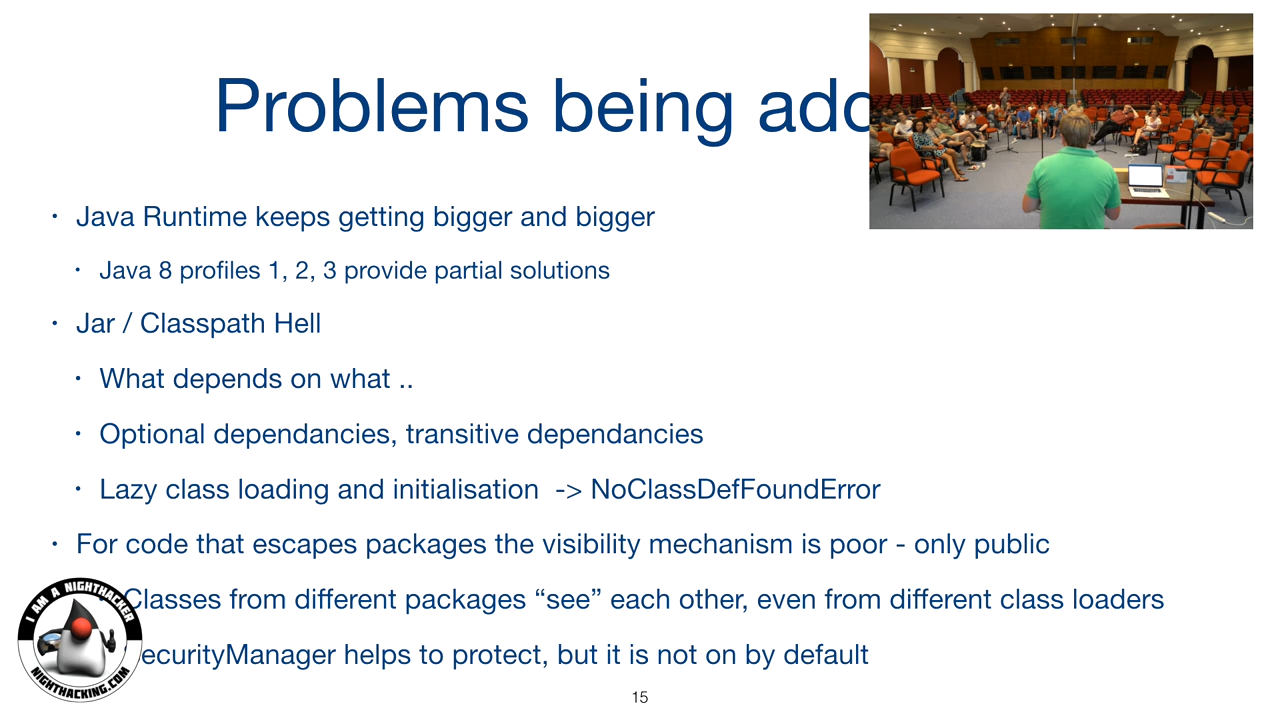 Problems being
Java Runtime keeps getting bigger and bigger
Java 8 profiles 1, 2, 3 provide partial solutions
Jar / Classpath Hell
What depends on what ..
Optional dependancies, transitive dependancies
Lazy class loading and initialisation -> NoClassDefFoundError
For code that escapes packages the visibility mechanism is poor - only public
Classes from different packages “see” each other, even from different class loaders
ecurityManager helps to protect, but it is not on by default
I AM A NIGHTHACKER
NIGHTHACKING.COM
15